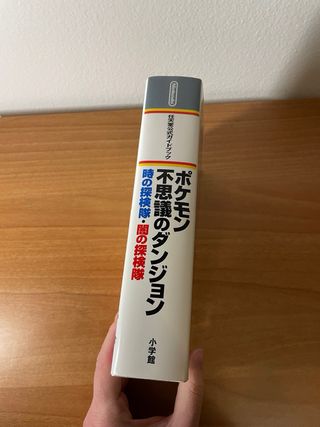 Nintendo
任天堂公式ガイドブック
ポケモン
不思議のダンジョン
時の探検隊・闇の探検隊
小学館